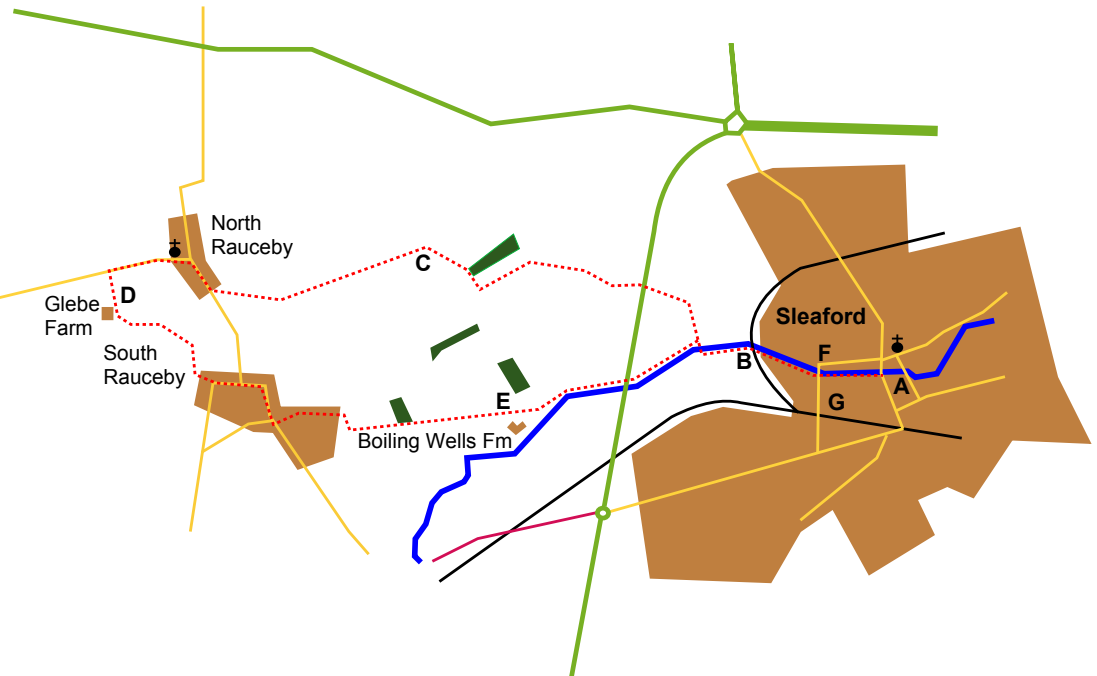 North
Rauceby
C
D
Glebe
Farm
Sleaford
South
Rauceby
B
F
A
E
G
Boiling Wells Fm